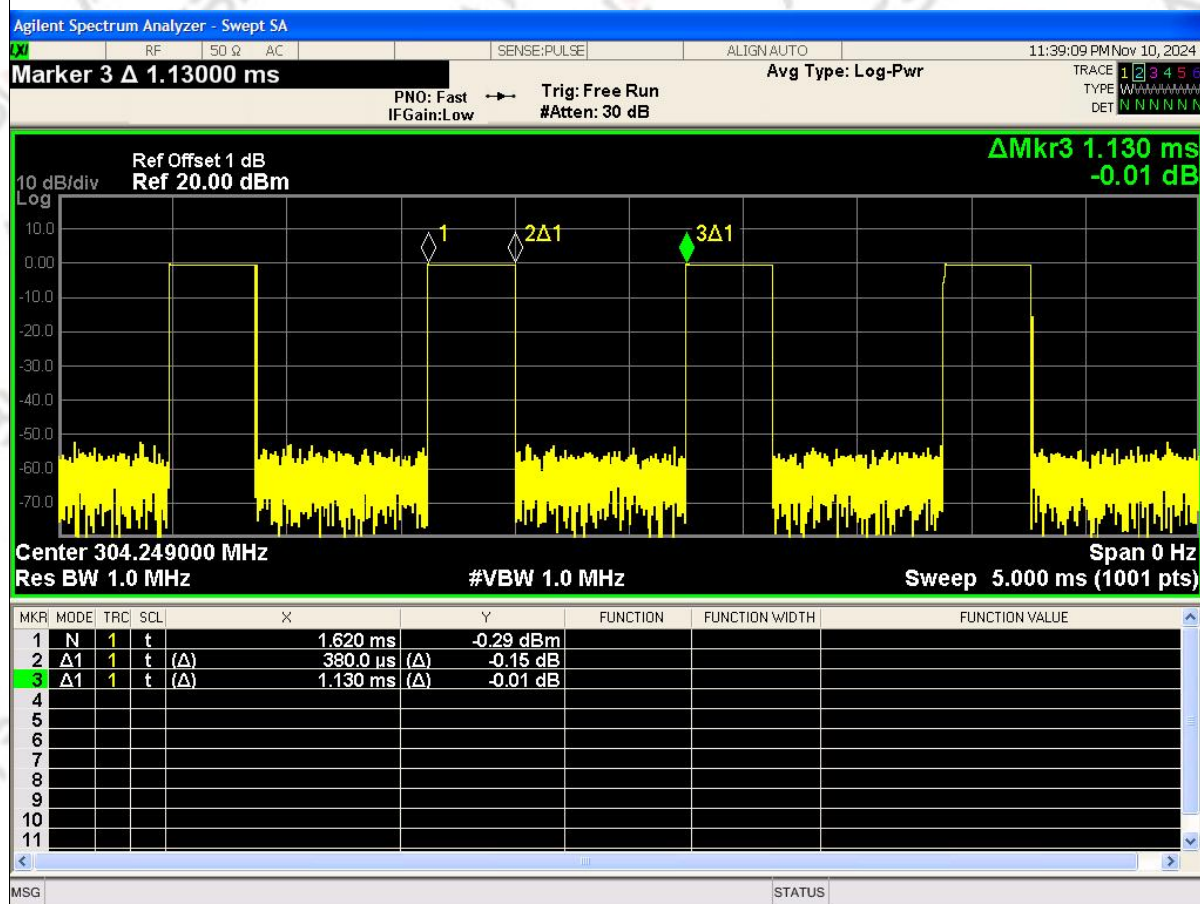 Agilent Spectrum Analyzer - Swept SA
LXI RF 50 Ω AC SENSE:PULSE ALIGN AUTO 11:39:09 PM Nov 10, 2024
Marker 3 Δ 1.13000 ms
PNO: Fast
IFGain:Low
Trig: Free Run
#Atten: 30 dB
Avg Type: Log-Pwr
TRACE 1 2 3 4 5 6
TYPE W
DET N N N N N N
ΔMkr3 1.130 ms
-0.01 dB
Ref Offset 1 dB
10 dB/div Ref 20.00 dBm
Log
10.0
0.00
-10.0
-20.0
-30.0
-40.0
-50.0
-60.0
-70.0
1 2Δ1 3Δ1
Center 304.249000 MHz Span 0 Hz
Res BW 1.0 MHz #VBW 1.0 MHz Sweep 5.000 ms (1001 pts)
MKR MODE TRC SCL X Y FUNCTION FUNCTION WIDTH FUNCTION VALUE
1 N 1 t 1.620 ms -0.29 dBm
2 Δ1 1 t (Δ) 380.0 µs (Δ) -0.15 dB
3 Δ1 1 t (Δ) 1.130 ms (Δ) -0.01 dB
4
5
6
7
8
9
10
11
MSG STATUS